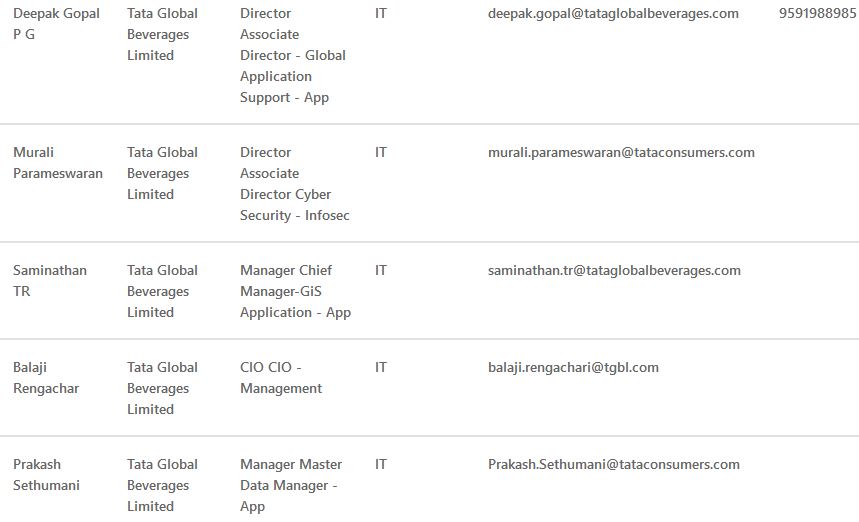 Deepak Gopal Tata Global Director IT deepak.gopal@tataglobalbeverages.com 9591988985
P G Beverages Associate
Limited Director - Global
Application
Support - App
Murali Tata Global Director IT murali.parameswaran@tataconsumers.com
Parameswaran Beverages Associate
Limited Director Cyber
Security - Infosec
Saminathan Tata Global Manager Chief IT saminathan.tr@tataglobalbeverages.com
TR Beverages Manager-GiS
Limited Application - App
Balaji Tata Global CIO CIO - IT balaji.rengachari@tgbl.com
Rengachar Beverages Management
Limited
Prakash Tata Global Manager Master IT Prakash.Sethumani@tataconsumers.com
Sethumani Beverages Data Manager -
Limited App